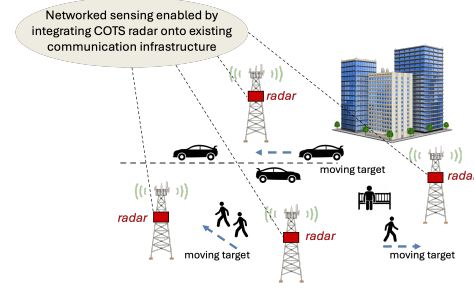 Networked sensing enabled by
integrating COTS radar onto existing
communication infrastructure
radar
moving target
radar
radar
radar
moving target
moving target